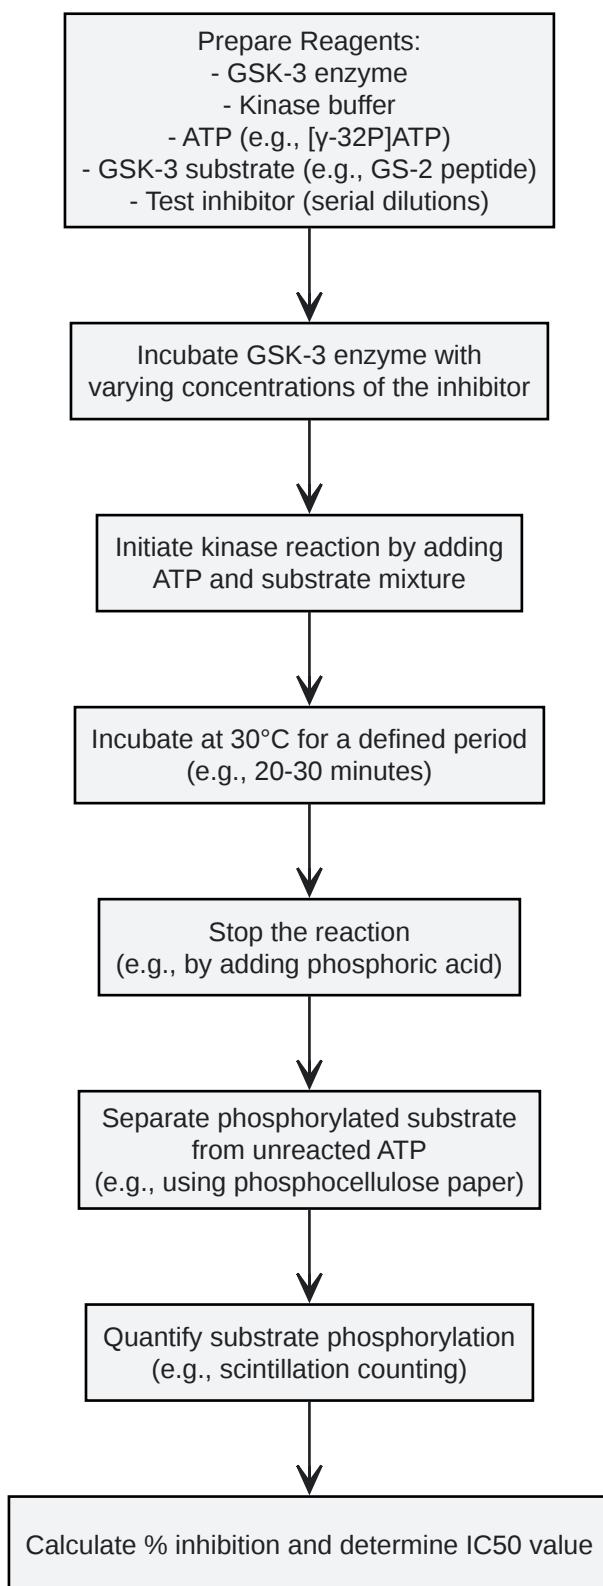 Prepare Reagents:
- GSK-3 enzyme
- Kinase buffer
- ATP (e.g., [γ-32P]ATP)
- GSK-3 substrate (e.g., GS-2 peptide)
- Test inhibitor (serial dilutions)
Incubate GSK-3 enzyme with
varying concentrations of the inhibitor
Initiate kinase reaction by adding
ATP and substrate mixture
Incubate at 30°C for a defined period
(e.g., 20-30 minutes)
Stop the reaction
(e.g., by adding phosphoric acid)
Separate phosphorylated substrate
from unreacted ATP
(e.g., using phosphocellulose paper)
Quantify substrate phosphorylation
(e.g., scintillation counting)
Calculate % inhibition and determine IC50 value